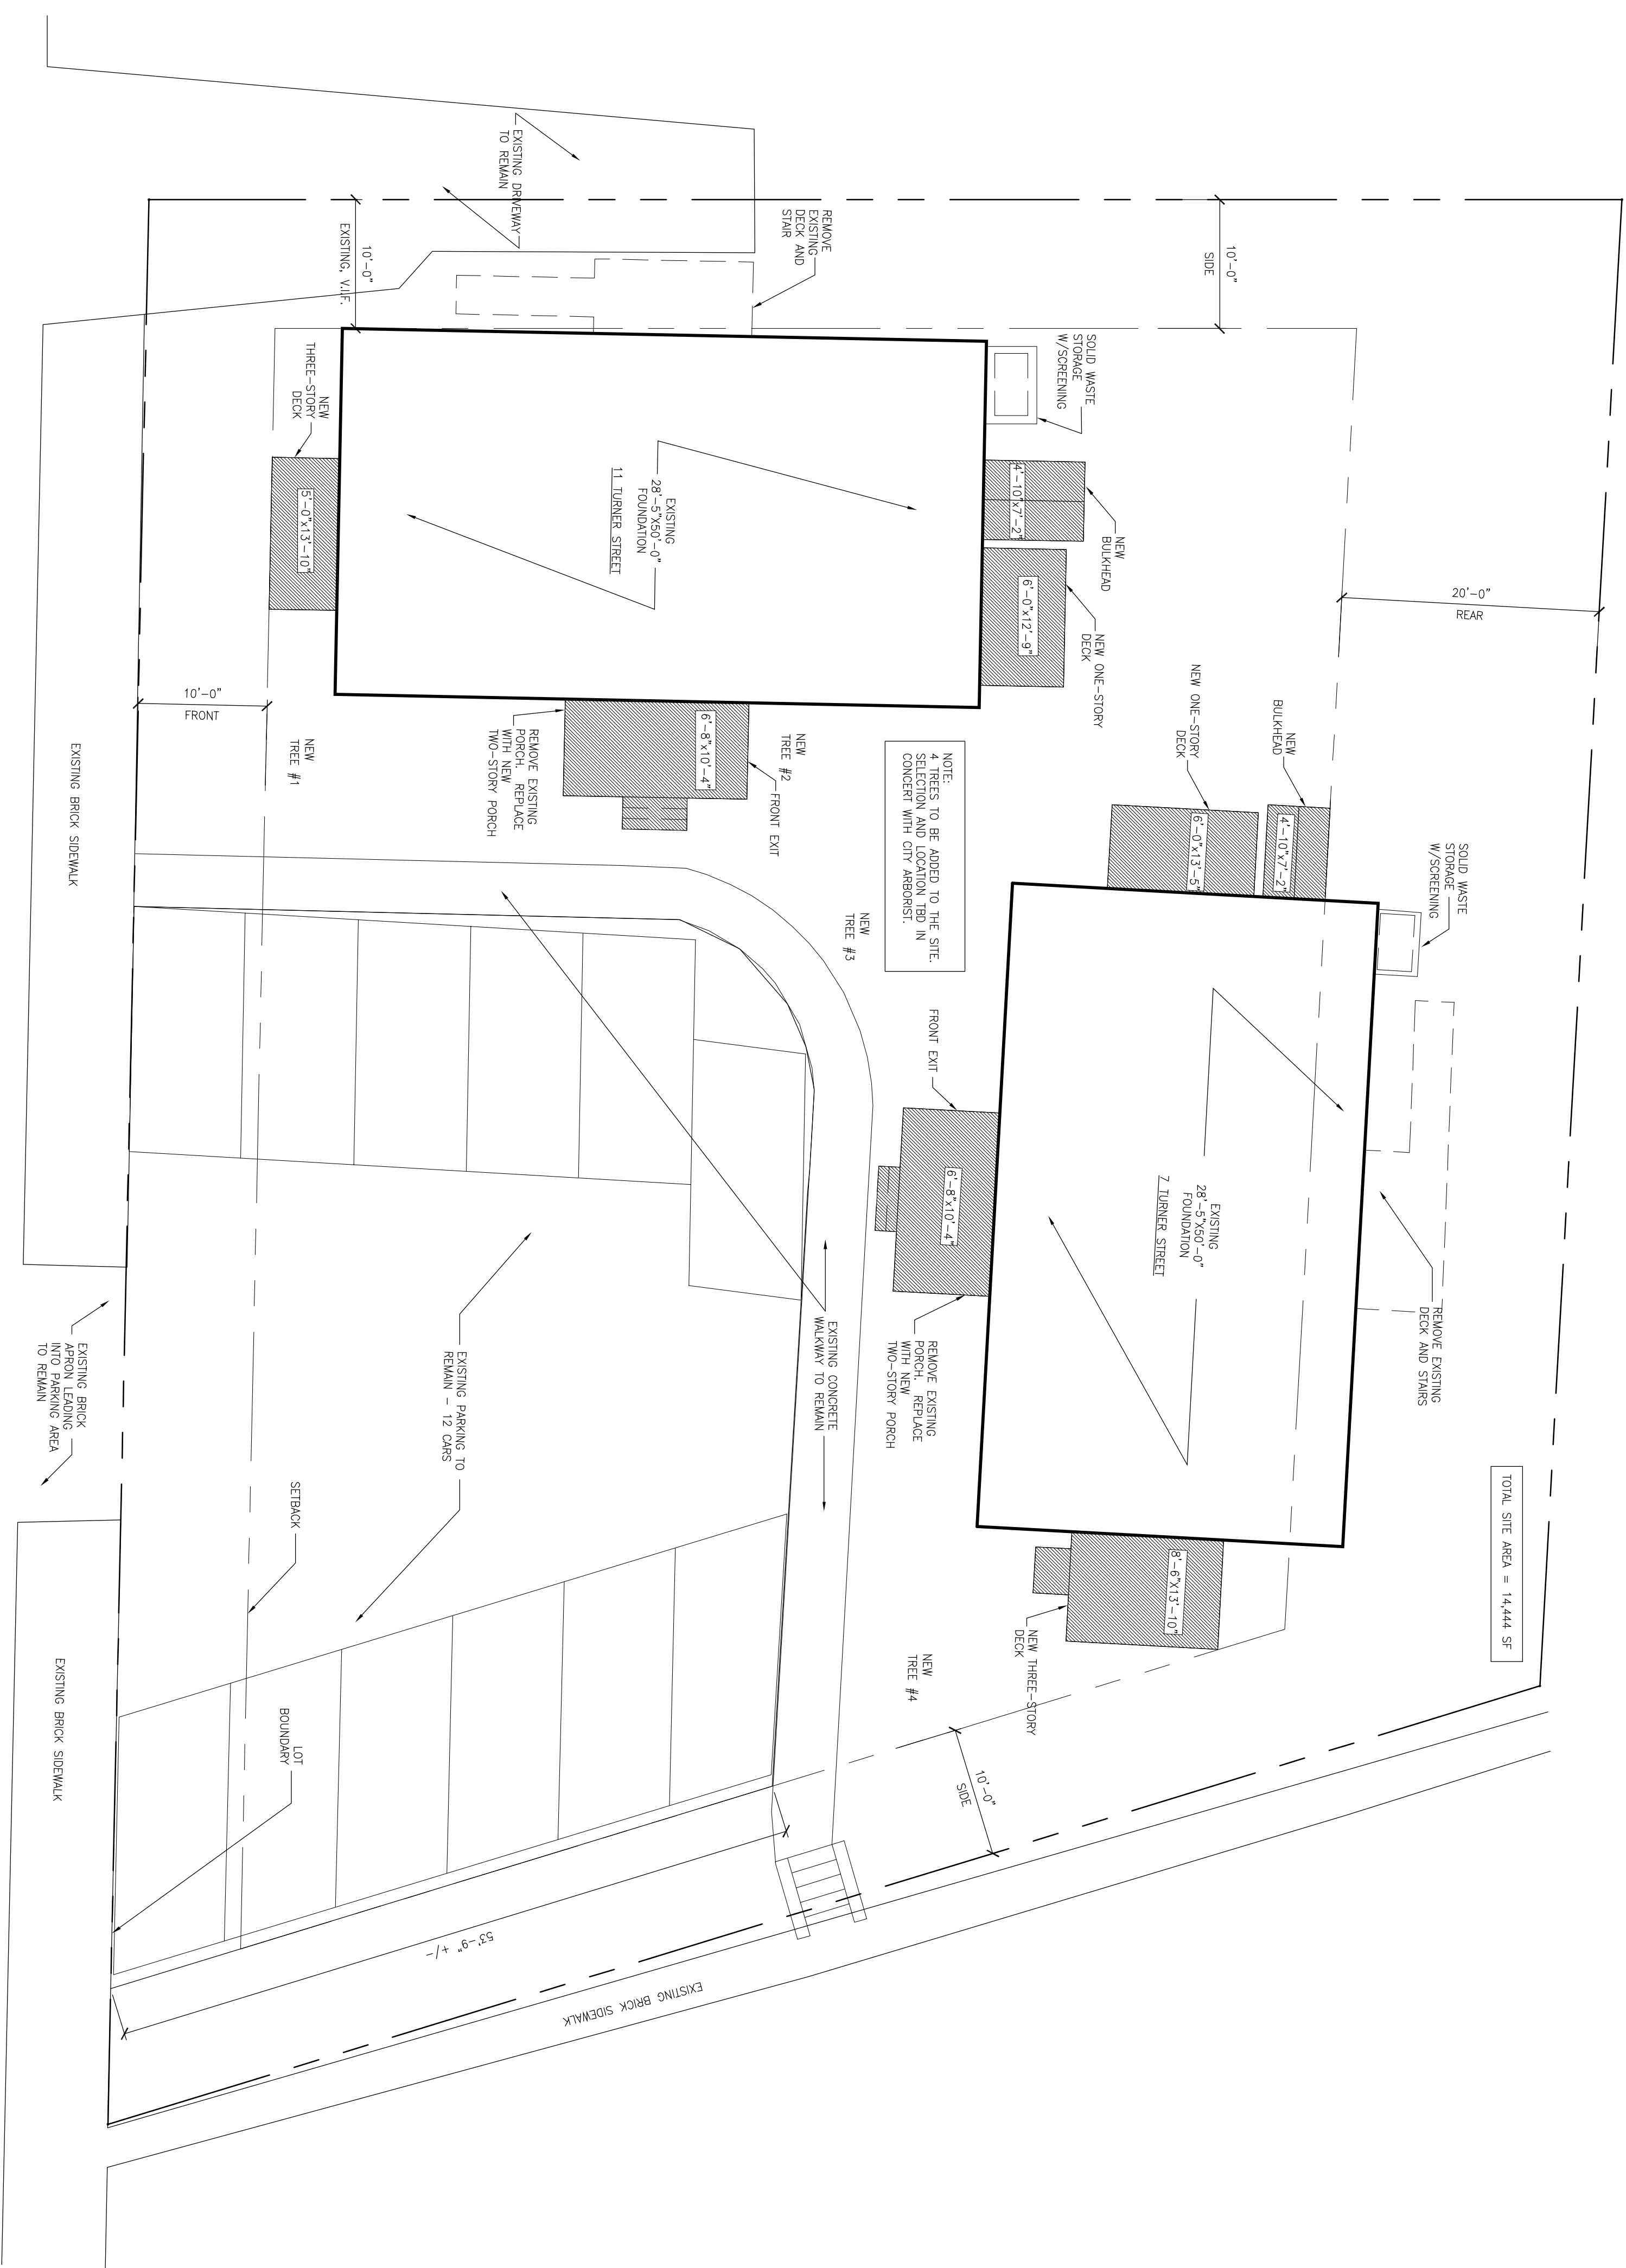 EXISTING DRIVEWAY
TO REMAIN
10'-0"
EXISTING, V.I.F.
REMOVE
EXISTING
DECK AND
STAIR
10'-0"
SIDE
SOLID WASTE
STORAGE
W/SCREENING
NEW
THREE-STORY
DECK
5'-0"x13'-10"
EXISTING
28'-5"X50'-0"
FOUNDATION
11 TURNER STREET
4'-10"x7'-2"
NEW
BULKHEAD
6'-0"x12'-9"
NEW ONE-STORY
DECK
20'-0"
REAR
10'-0"
FRONT
NEW
TREE #1
REMOVE EXISTING
PORCH. REPLACE
WITH NEW
TWO-STORY PORCH
6'-8"x10'-4"
NEW
TREE #2
FRONT EXIT
NOTE:
4 TREES TO BE ADDED TO THE SITE.
SELECTION AND LOCATION TBD IN
CONCERT WITH CITY ARBORIST.
NEW ONE-STORY
DECK
NEW
BULKHEAD
6'-0"x13'-5"
4'-10"x7'-2"
SOLID WASTE
STORAGE
W/SCREENING
EXISTING BRICK SIDEWALK
NEW
TREE #3
FRONT EXIT
6'-8"x10'-4"
EXISTING
28'-5"X50'-0"
FOUNDATION
7 TURNER STREET
REMOVE EXISTING
DECK AND STAIRS
EXISTING BRICK
APRON LEADING
INTO PARKING AREA
TO REMAIN
EXISTING PARKING TO
REMAIN - 12 CARS
EXISTING CONCRETE
WALKWAY TO REMAIN
REMOVE EXISTING
PORCH. REPLACE
WITH NEW
TWO-STORY PORCH
TOTAL SITE AREA = 14,444 SF
SETBACK
8'-6"X13'-10"
NEW THREE-STORY
DECK
NEW
TREE #4
EXISTING BRICK SIDEWALK
LOT
BOUNDARY
10'-0"
SIDE
53'-9" +/-
EXISTING BRICK SIDEWALK